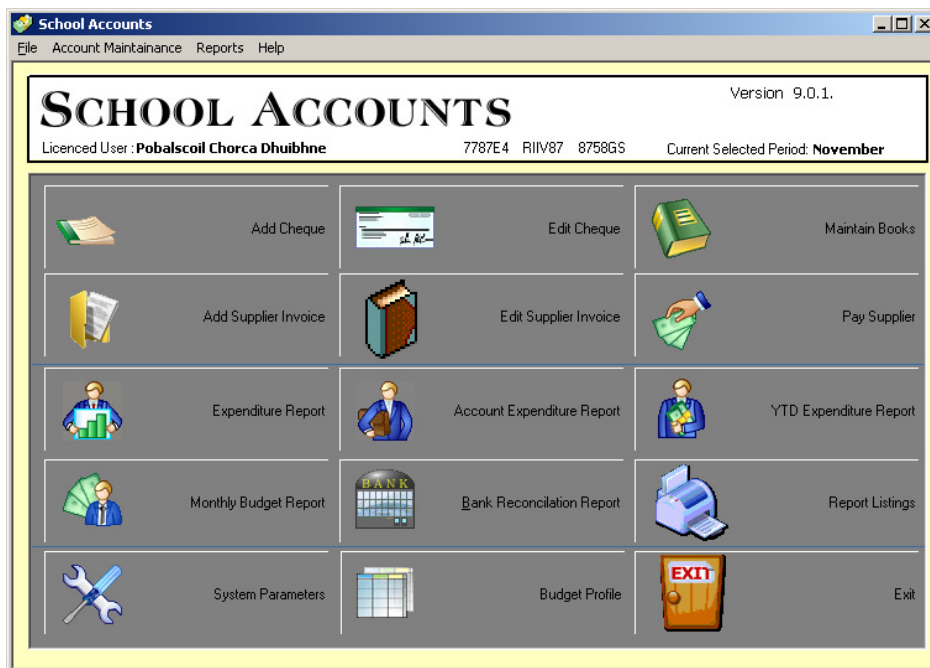 School Accounts
File Account Maintainance Reports Help
SCHOOL ACCOUNTS
Version 9.0.1.
Licenced User : Pobalscoil Chorca Dhuibhne 7787E4 RIIV87 8758GS Current Selected Period: November
Add Cheque Edit Cheque Maintain Books
Add Supplier Invoice Edit Supplier Invoice Pay Supplier
Expenditure Report Account Expenditure Report YTD Expenditure Report
BANK
Monthly Budget Report Bank Reconcilation Report Report Listings
EXIT
System Parameters Budget Profile Exit